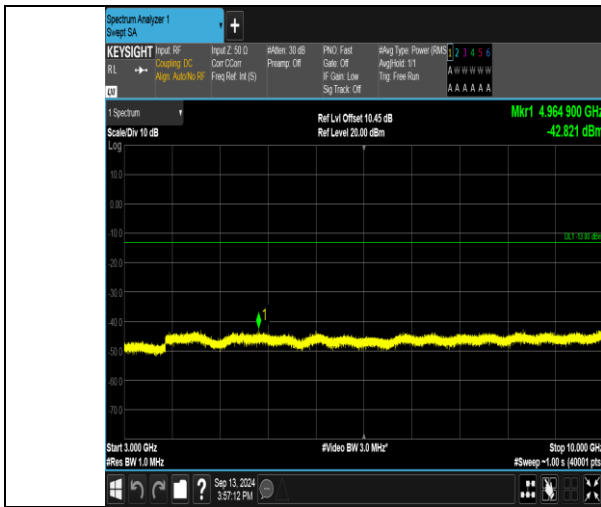 Spectrum Analyzer 1
Swept SA
+
KEYSIGHT Input: RF Input Z: 50 Ω #Atten: 30 dB PNO: Fast #Avg Type: Power (RMS 1 2 3 4 5 6
RL Coupling: DC Corr CCorr Preamp: Off Gate: Off Avg|Hold: 1/1 A W W W W W
Align: Auto/No RF Freq Ref: Int (S) IF Gain: Low Trig: Free Run
Sig Track: Off A A A A A A
LXI
1 Spectrum Ref Lvl Offset 10.45 dB Mkr1 4.964 900 GHz
Scale/Div 10 dB Ref Level 20.00 dBm -42.821 dBm
Log
10.0
0.00
-10.0
DL1 -13.00 dBm
-20.0
-30.0
-40.0
1
-50.0
-60.0
-70.0
Start 3.000 GHz #Video BW 3.0 MHz* Stop 10.000 GHz
#Res BW 1.0 MHz #Sweep ~1.00 s (40001 pts
? Sep 13, 2024
3:57:12 PM